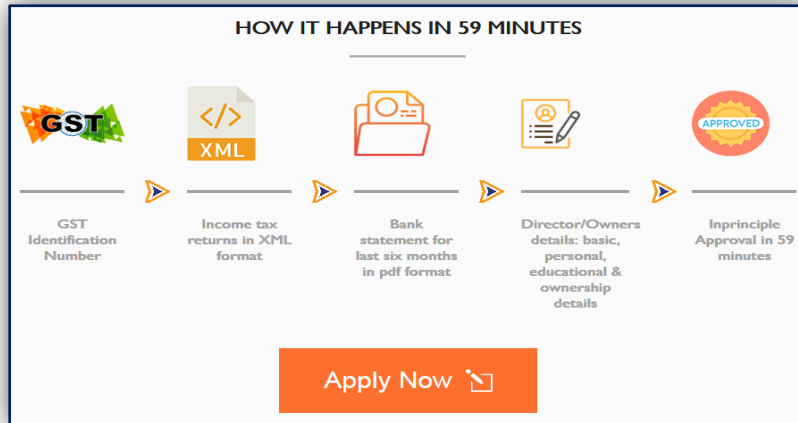 HOW IT HAPPENS IN 59 MINUTES
GST
</>
XML
APPROVED
GST
Identification
Number
Income tax
returns in XML
format
Bank
statement for
last six months
in pdf format
Director/Owners
details: basic,
personal,
educational &
ownership
details
Inprinciple
Approval in 59
minutes
Apply Now